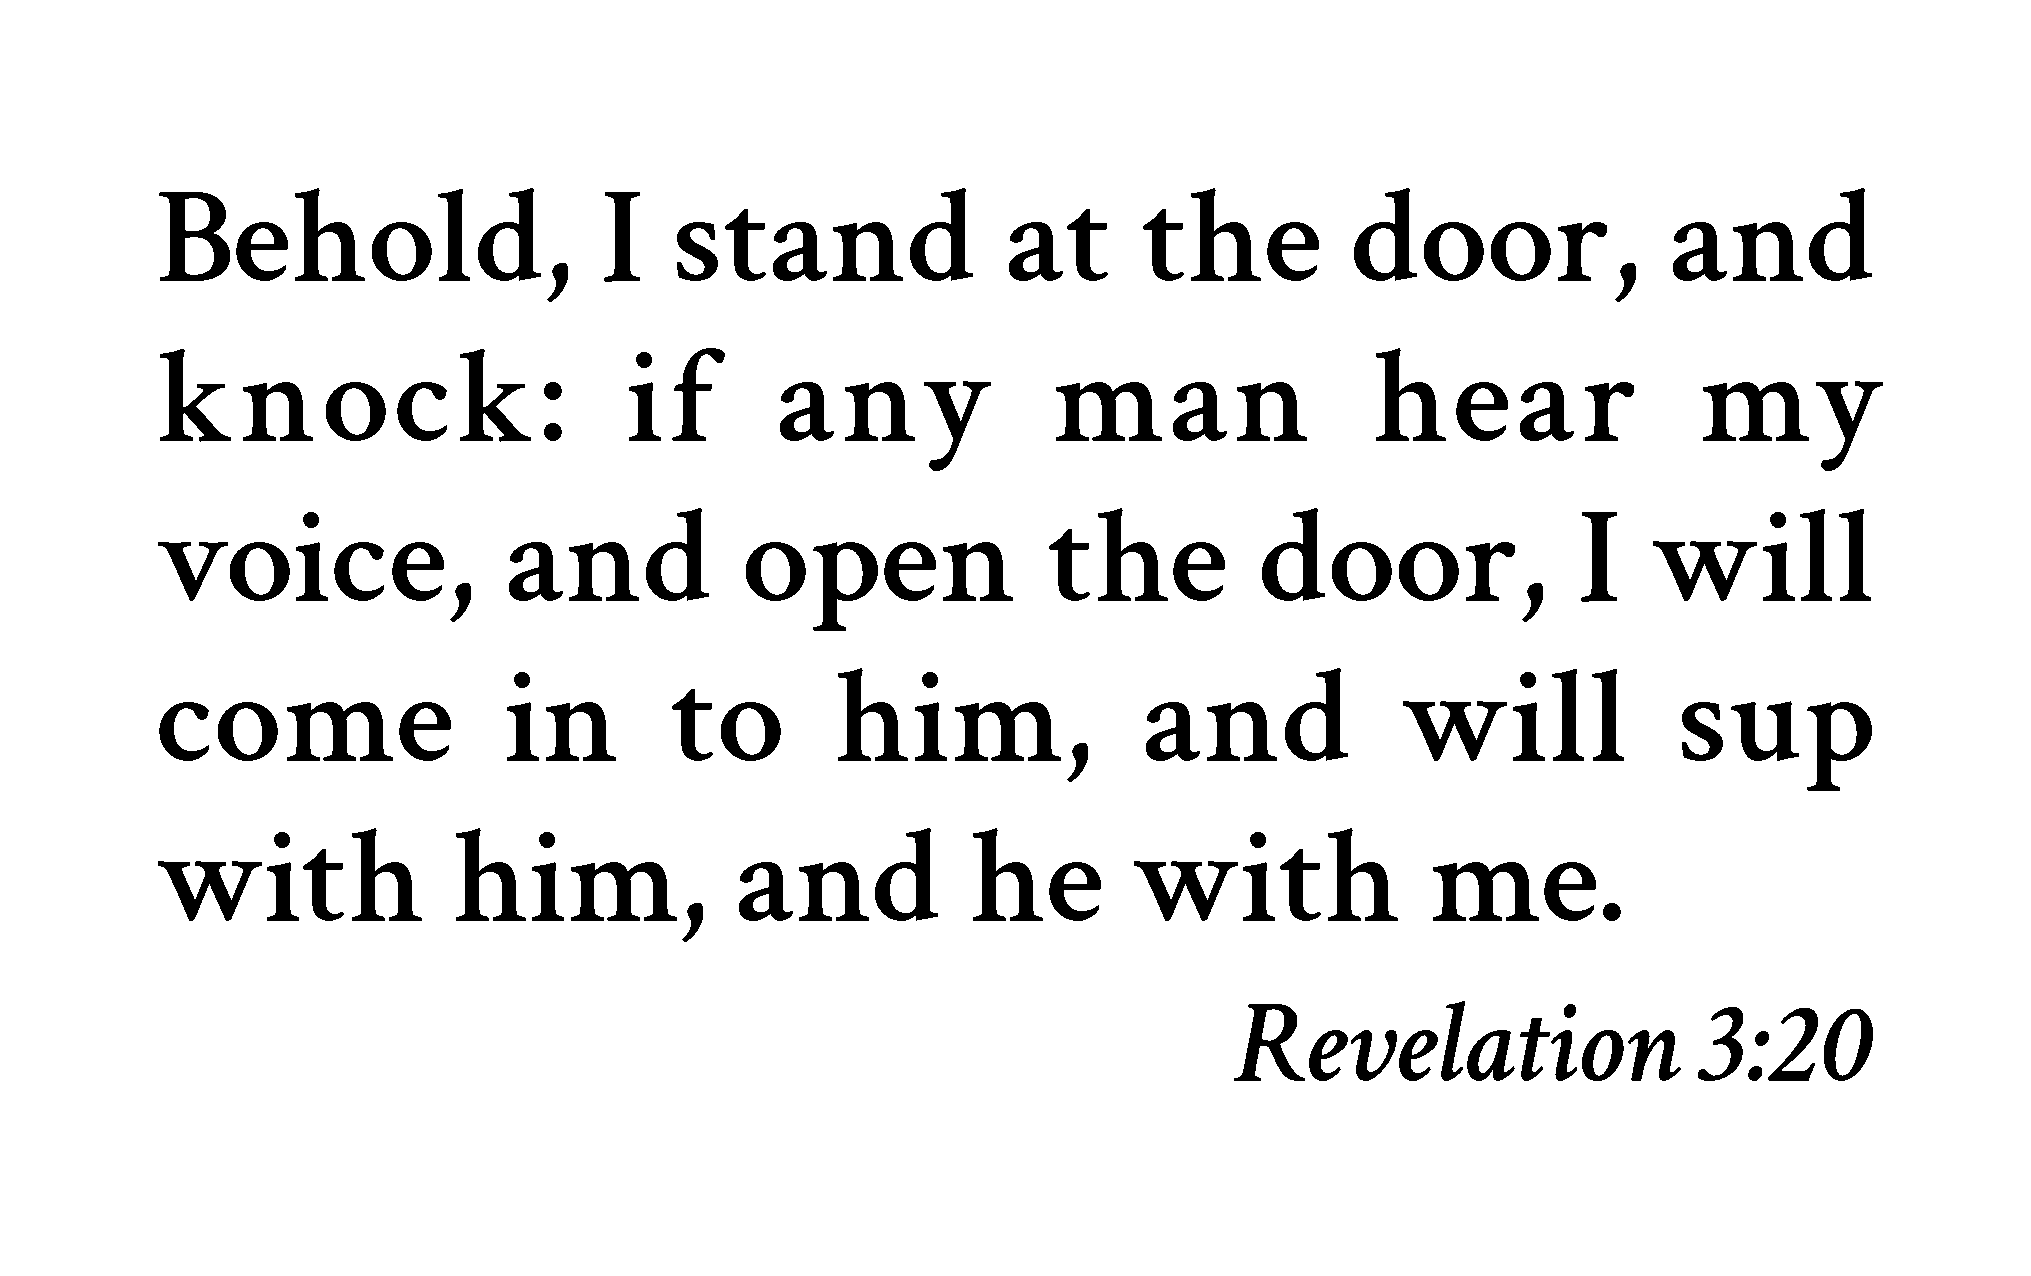 Behold, I stand at the door, and
knock: if any man hear my
voice, and open the door, I will
come in to him, and will sup
with him, and he with me.
Revelation 3:20